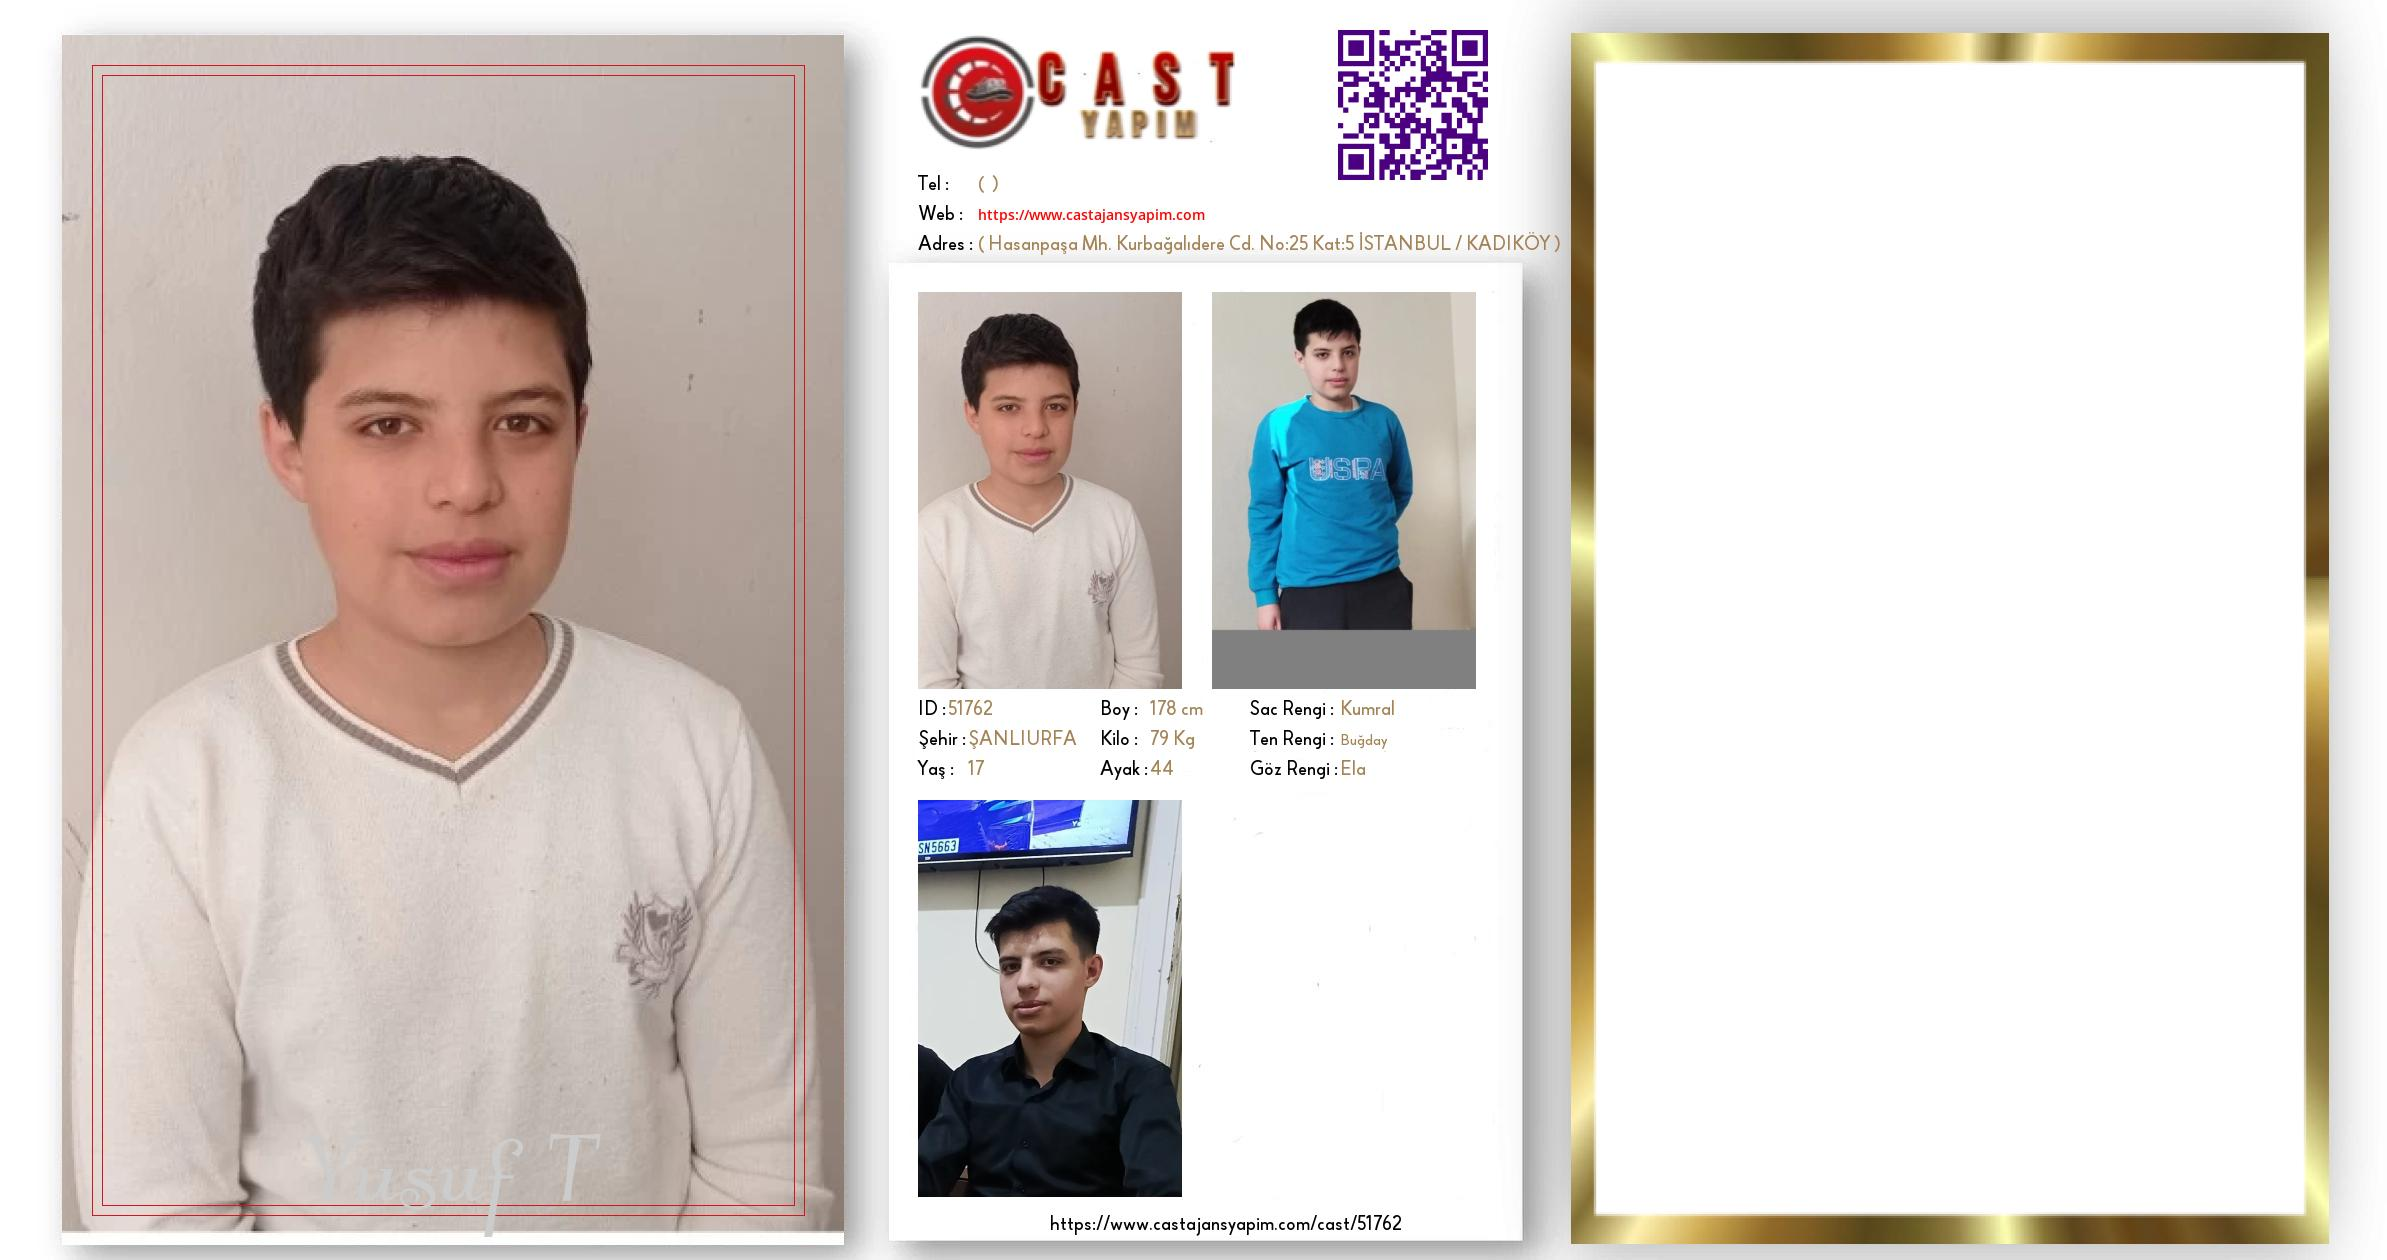 Yusuf T
CAST
YAPIM
Tel : ( )
Web : https://www.castajansyapim.com
Adres : ( Hasanpaşa Mh. Kurbağalıdere Cd. No:25 Kat:5 İSTANBUL / KADIKÖY )
USPA
ID : 51762 Boy : 178 cm Sac Rengi : Kumral
Şehir : ŞANLIURFA Kilo : 79 Kg Ten Rengi : Buğday
Yaş : 17 Ayak : 44 Göz Rengi : Ela
SN5663
https://www.castajansyapim.com/cast/51762